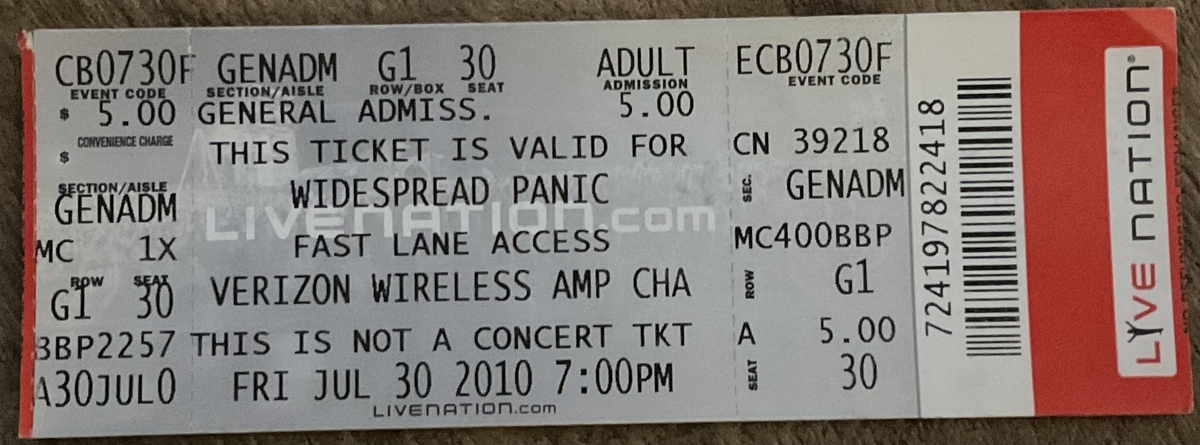 CB0730F GENADM G1 30 ADULT ECB0730F
EVENT CODE SECTION/AISLE ROW/BOX SEAT ADMISSION EVENT CODE
$ 5.00 GENERAL ADMISS. 5.00
$ CONVENIENCE CHARGE THIS TICKET IS VALID FOR CN 39218
SECTION/AISLE WIDESPREAD PANIC SEC. GENADM
GENADM LIVENATION.com
MC 1X FAST LANE ACCESS MC400BBP
ROW SEAT
G1 30 VERIZON WIRELESS AMP CHA ROW G1
BBP2257 THIS IS NOT A CONCERT TKT A 5.00
A30JUL0 FRI JUL 30 2010 7:00PM SEAT 30
LIVENATION.com
7241978222418
LIVE NATION®